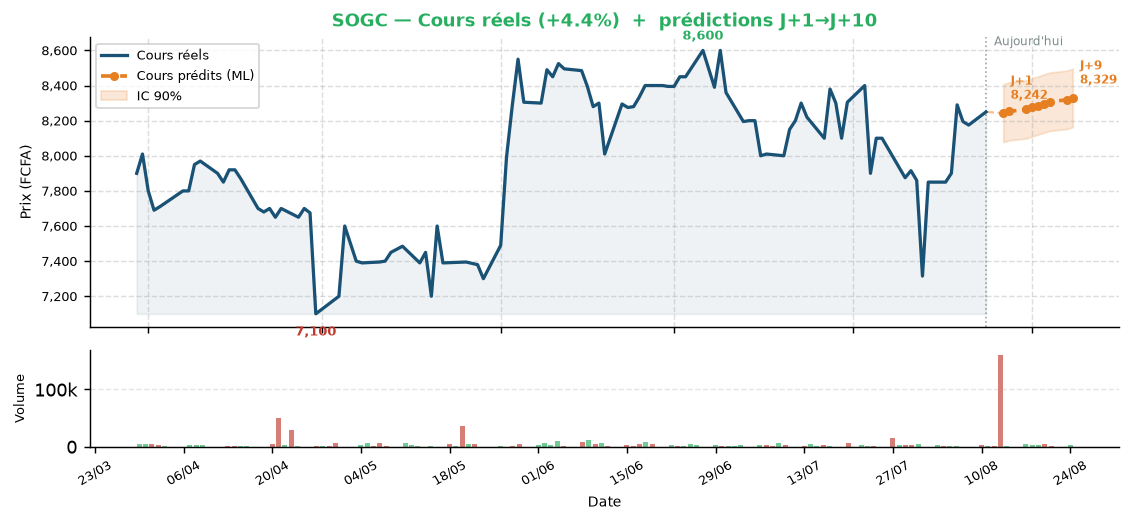 SOGC — Cours réels (+4.4%)  +  prédictions J+1→J+10
8,600
Aujourd'hui
Cours réels
Cours prédits (ML)
IC 90%
J+1
8,242
J+9
8,329
8,600
8,400
8,200
8,000
7,800
7,600
7,400
7,200
Prix (FCFA)
7,100
Volume
100k
0
23/03
06/04
20/04
04/05
18/05
01/06
15/06
29/06
13/07
27/07
10/08
24/08
Date